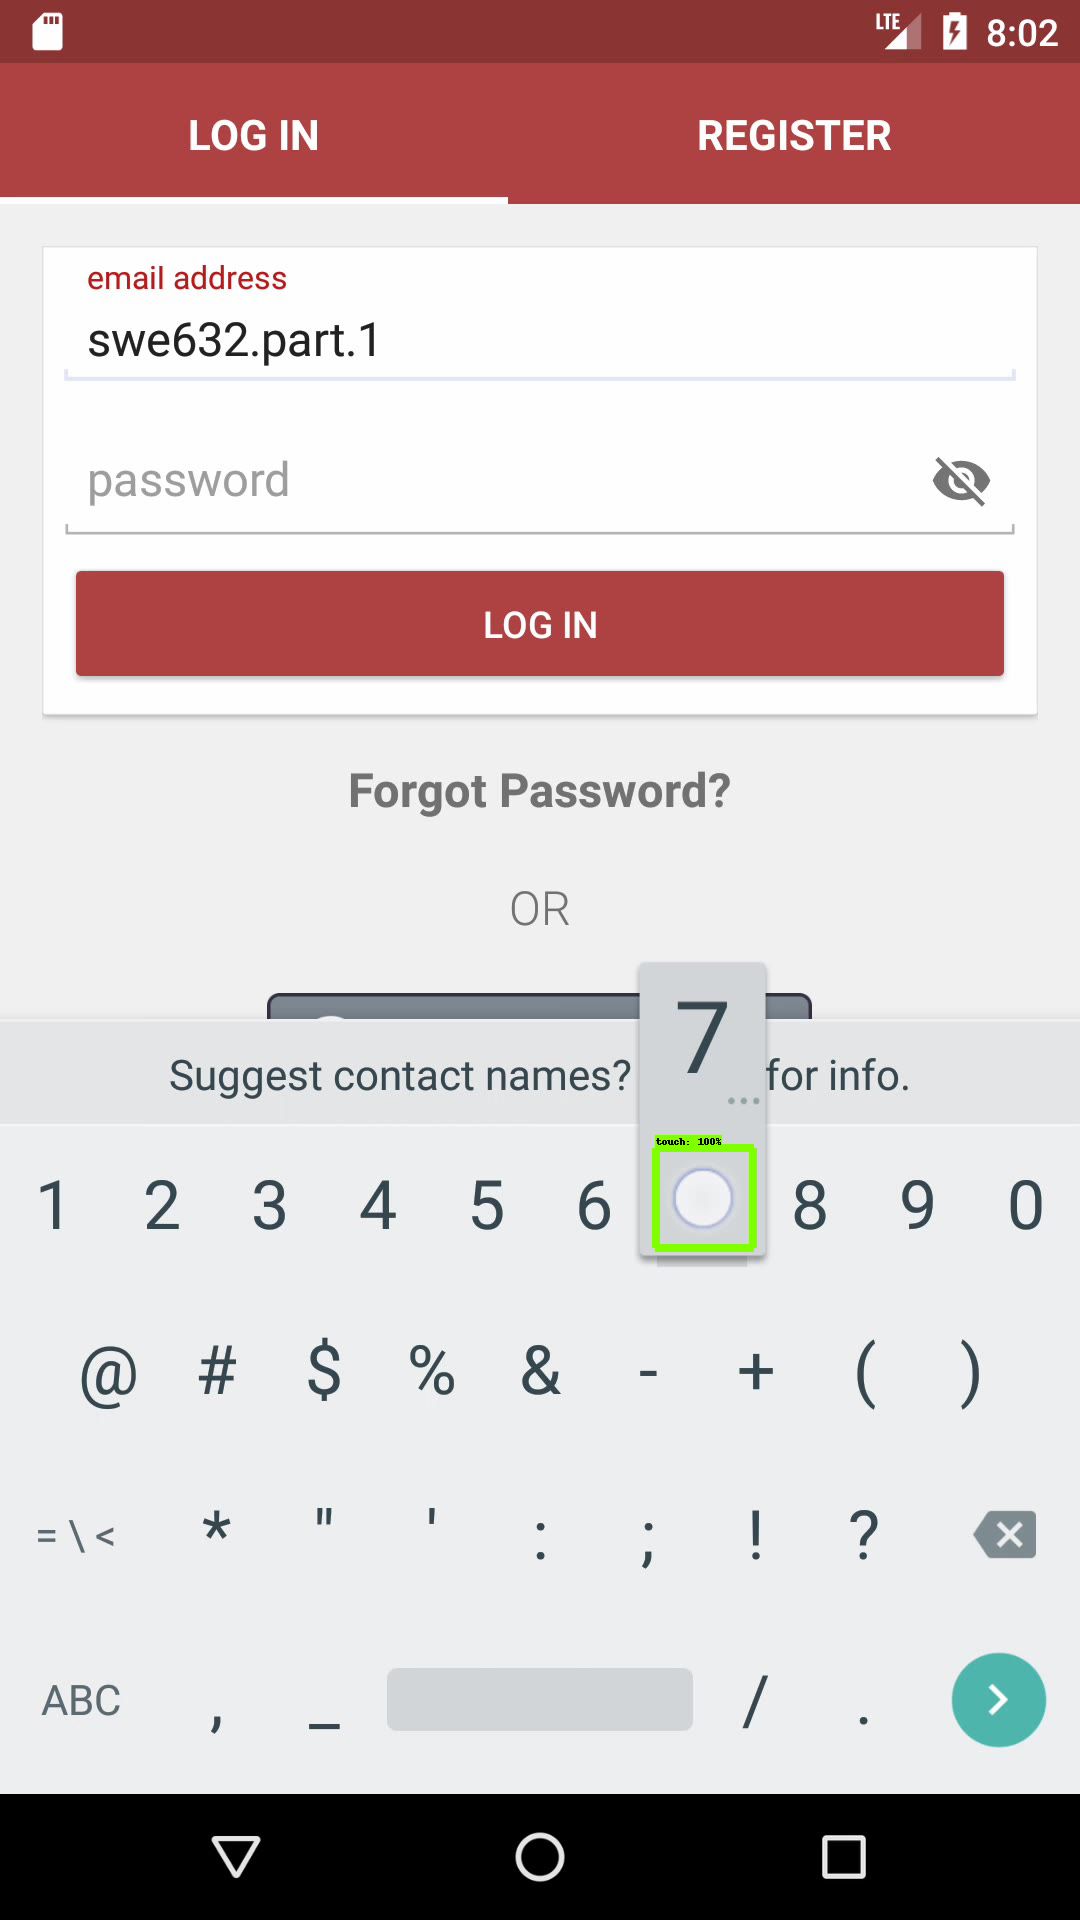 LTE 8:02
LOG IN REGISTER
email address
swe632.part.1
password
LOG IN
Forgot Password?
OR
7
Suggest contact names? for info.
...
touch: 100%
1 2 3 4 5 6 8 9 0
@ # $ % & - + ( )
= \ < * " ' : ; ! ?
ABC , _ / .